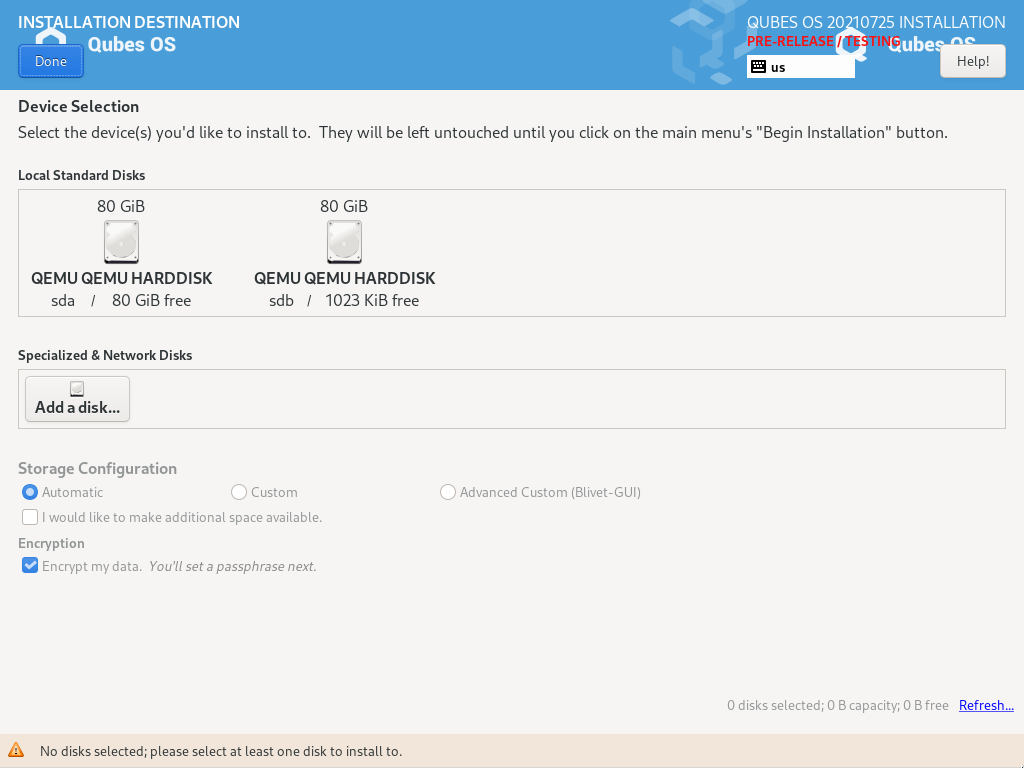 INSTALLATION DESTINATION
Qubes OS
Done
QUBES OS 20210725 INSTALLATION
PRE-RELEASE / TESTING
Qubes OS
us
Help!
Device Selection
Select the device(s) you'd like to install to.  They will be left untouched until you click on the main menu's "Begin Installation" button.
Local Standard Disks
80 GiB
QEMU QEMU HARDDISK
sda / 80 GiB free
80 GiB
QEMU QEMU HARDDISK
sdb / 1023 KiB free
Specialized & Network Disks
Add a disk...
Storage Configuration
Automatic
Custom
Advanced Custom (Blivet-GUI)
I would like to make additional space available.
Encryption
Encrypt my data. You'll set a passphrase next.
0 disks selected; 0 B capacity; 0 B free Refresh...
No disks selected; please select at least one disk to install to.